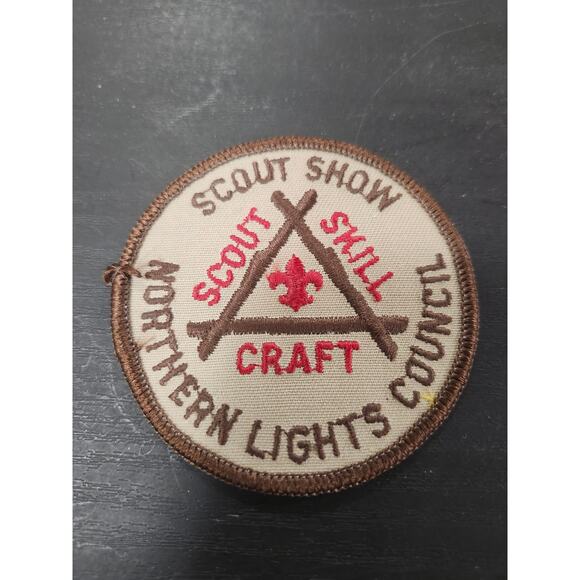 SCOUT SHOW
SCOUT
SKILL
CRAFT
NORTHERN LIGHTS COUNCIL